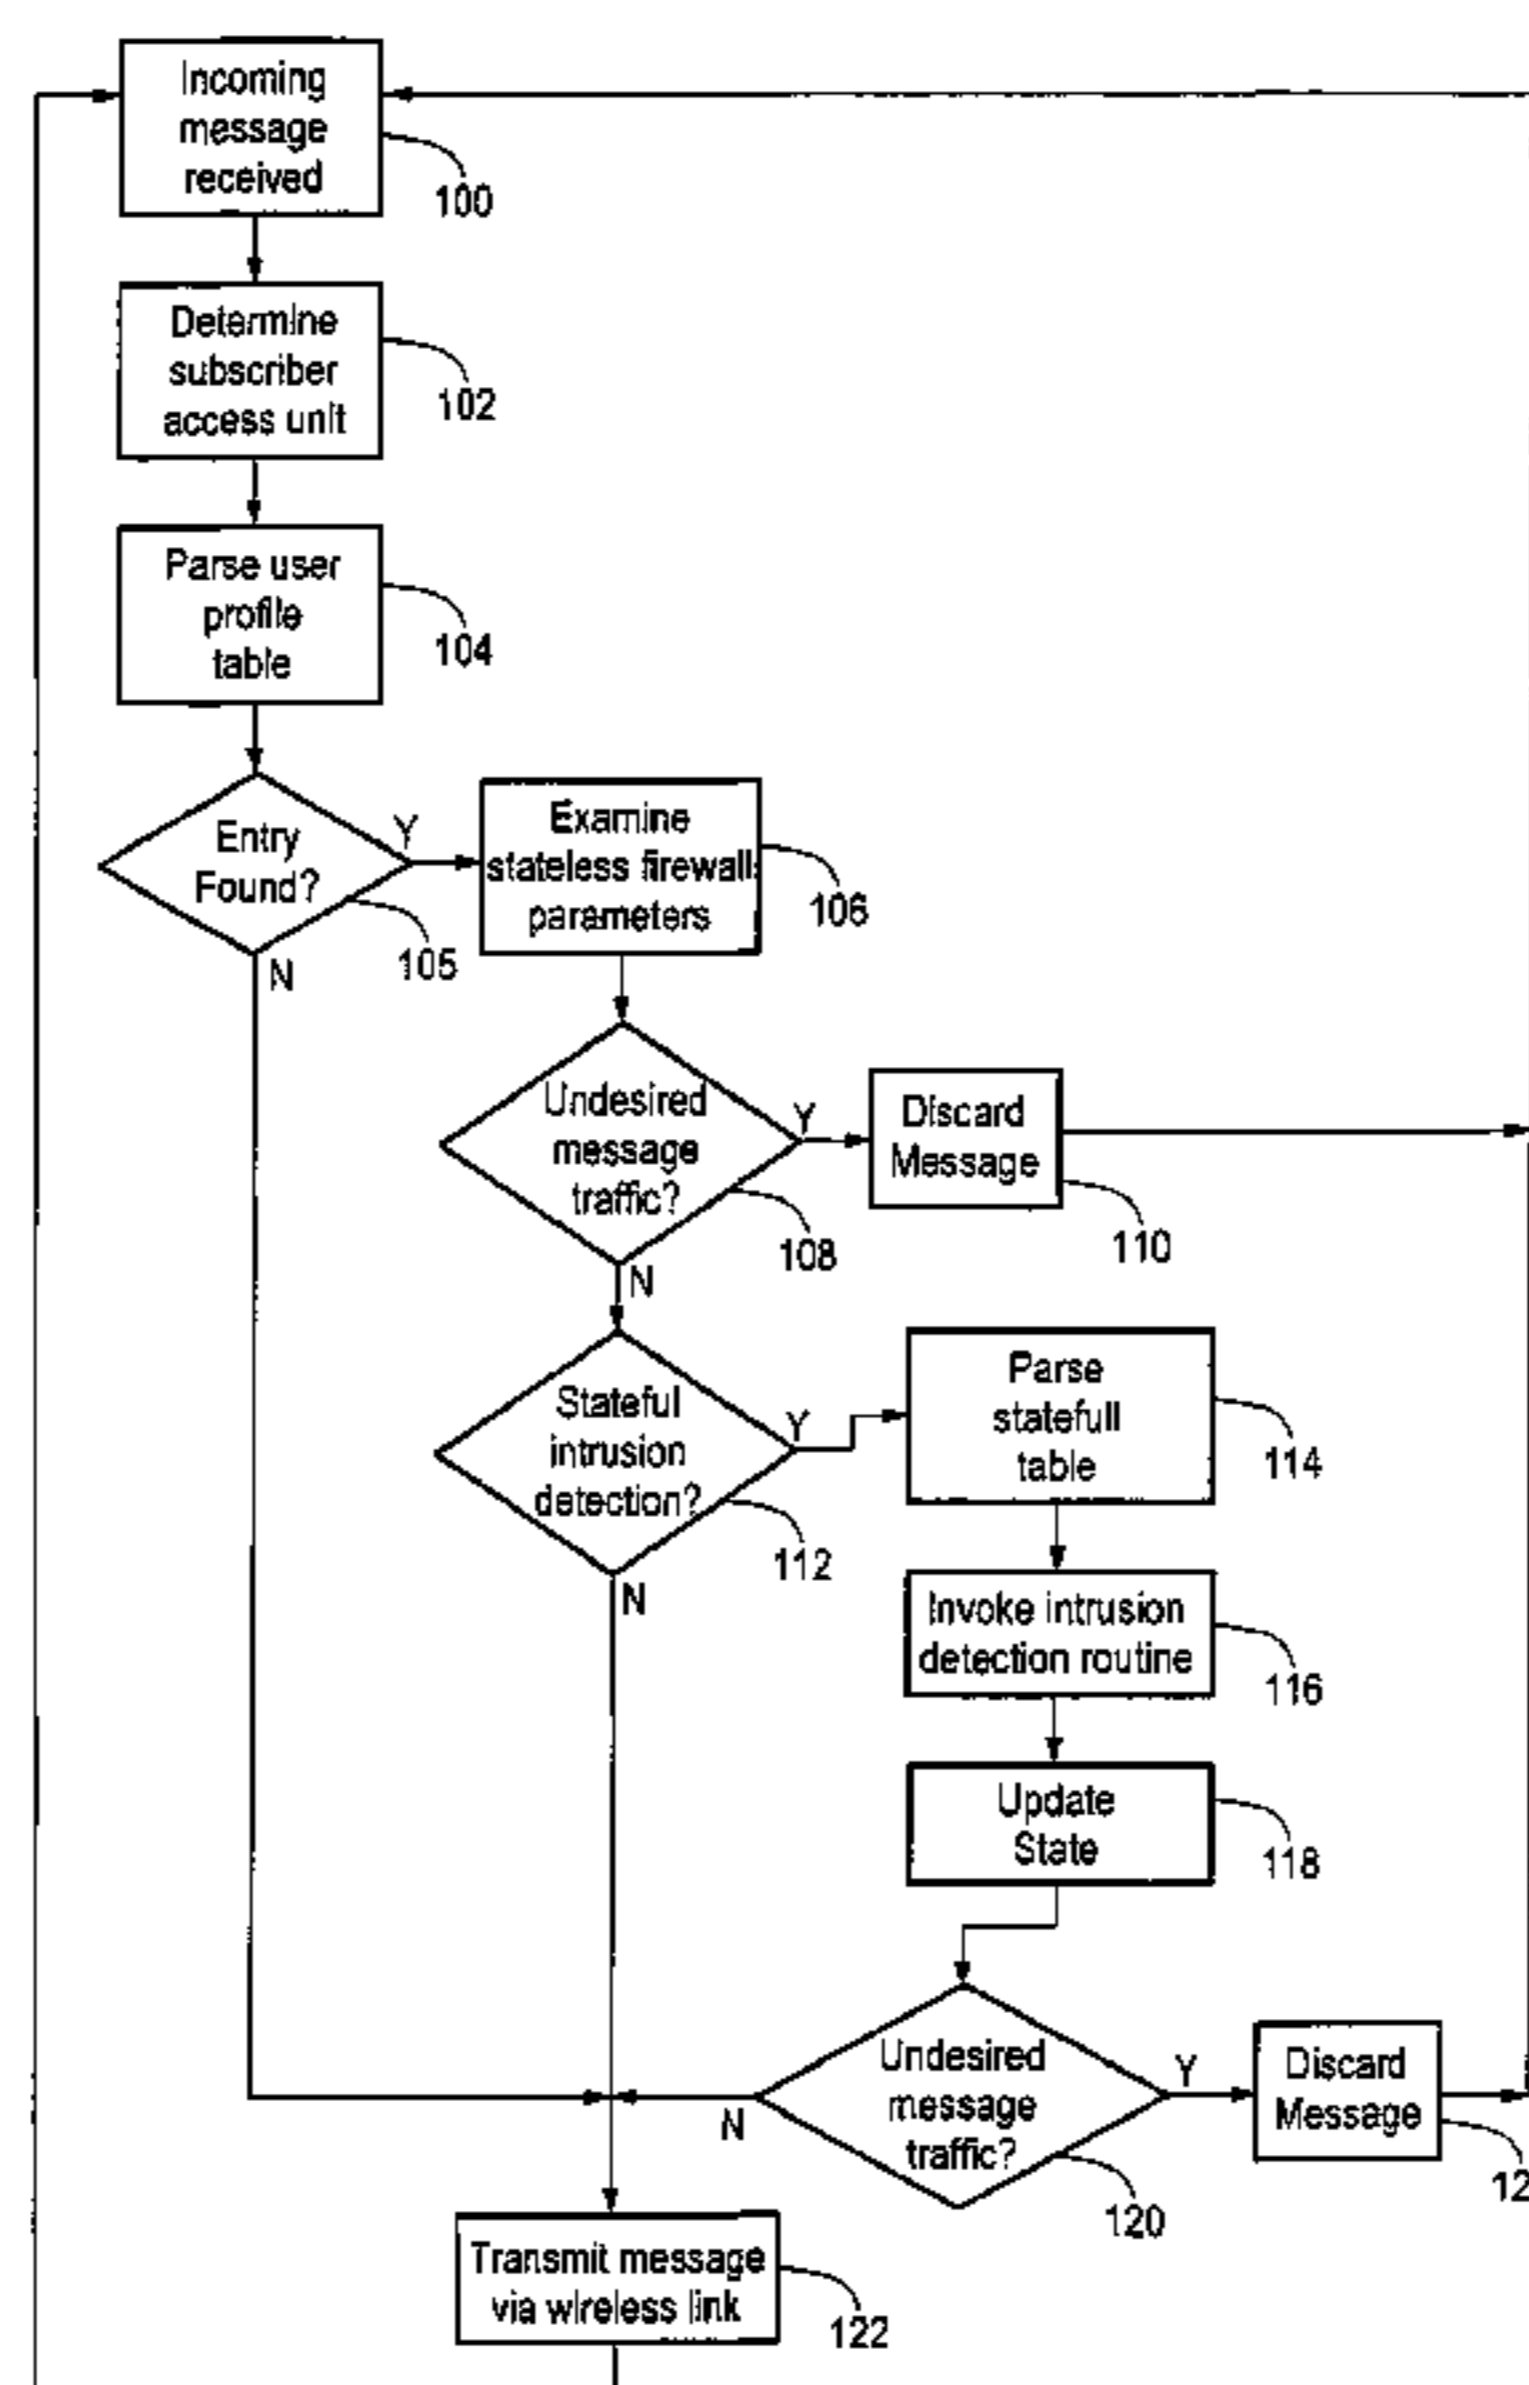 Incoming
message
received
100
Determine
subscriber
access unit
102
Parse user
profile
table
104
Entry
Found?
105
Y
N
Examine
stateless firewall
parameters
106
Undesired
message
traffic?
108
Y
N
Discard
Message
110
Stateful
intrusion
detection?
112
Y
N
Parse
statefull
table
114
Invoke intrusion
detection routine
116
Update
State
118
Undesired
message
traffic?
120
Y
N
Discard
Message
Transmit message
via wireless link
122